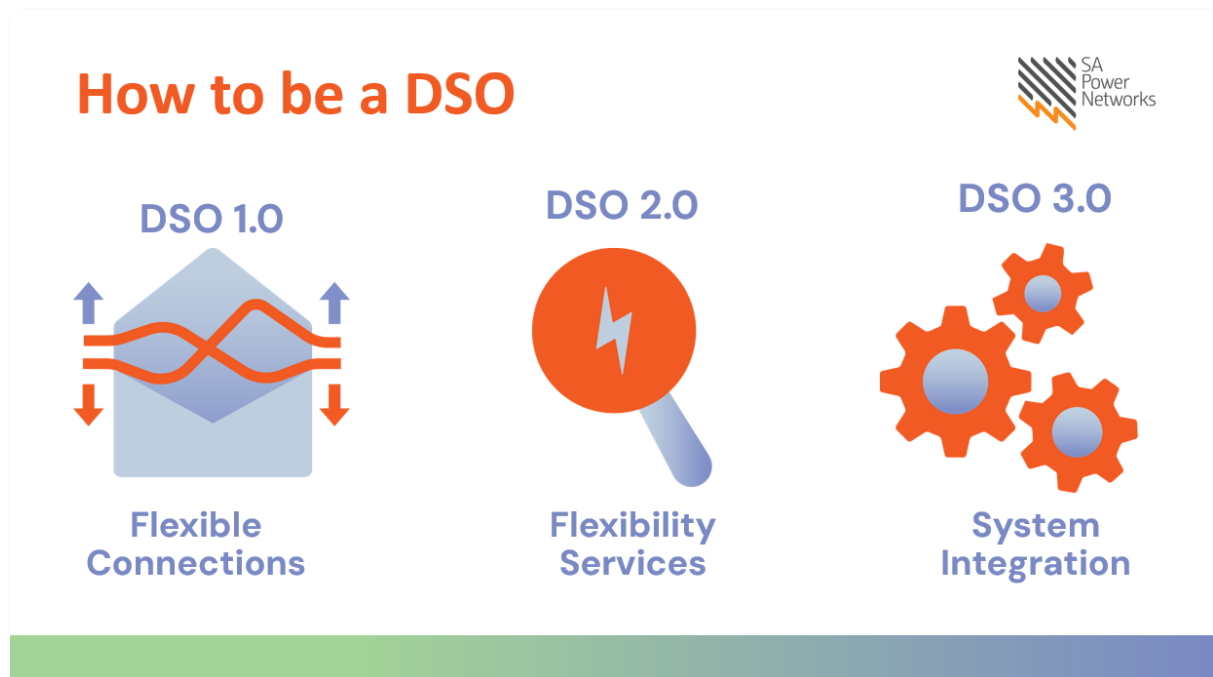 How to be a DSO
SA
Power
Networks
DSO 1.0
DSO 2.0
DSO 3.0
Flexible
Connections
Flexibility
Services
System
Integration